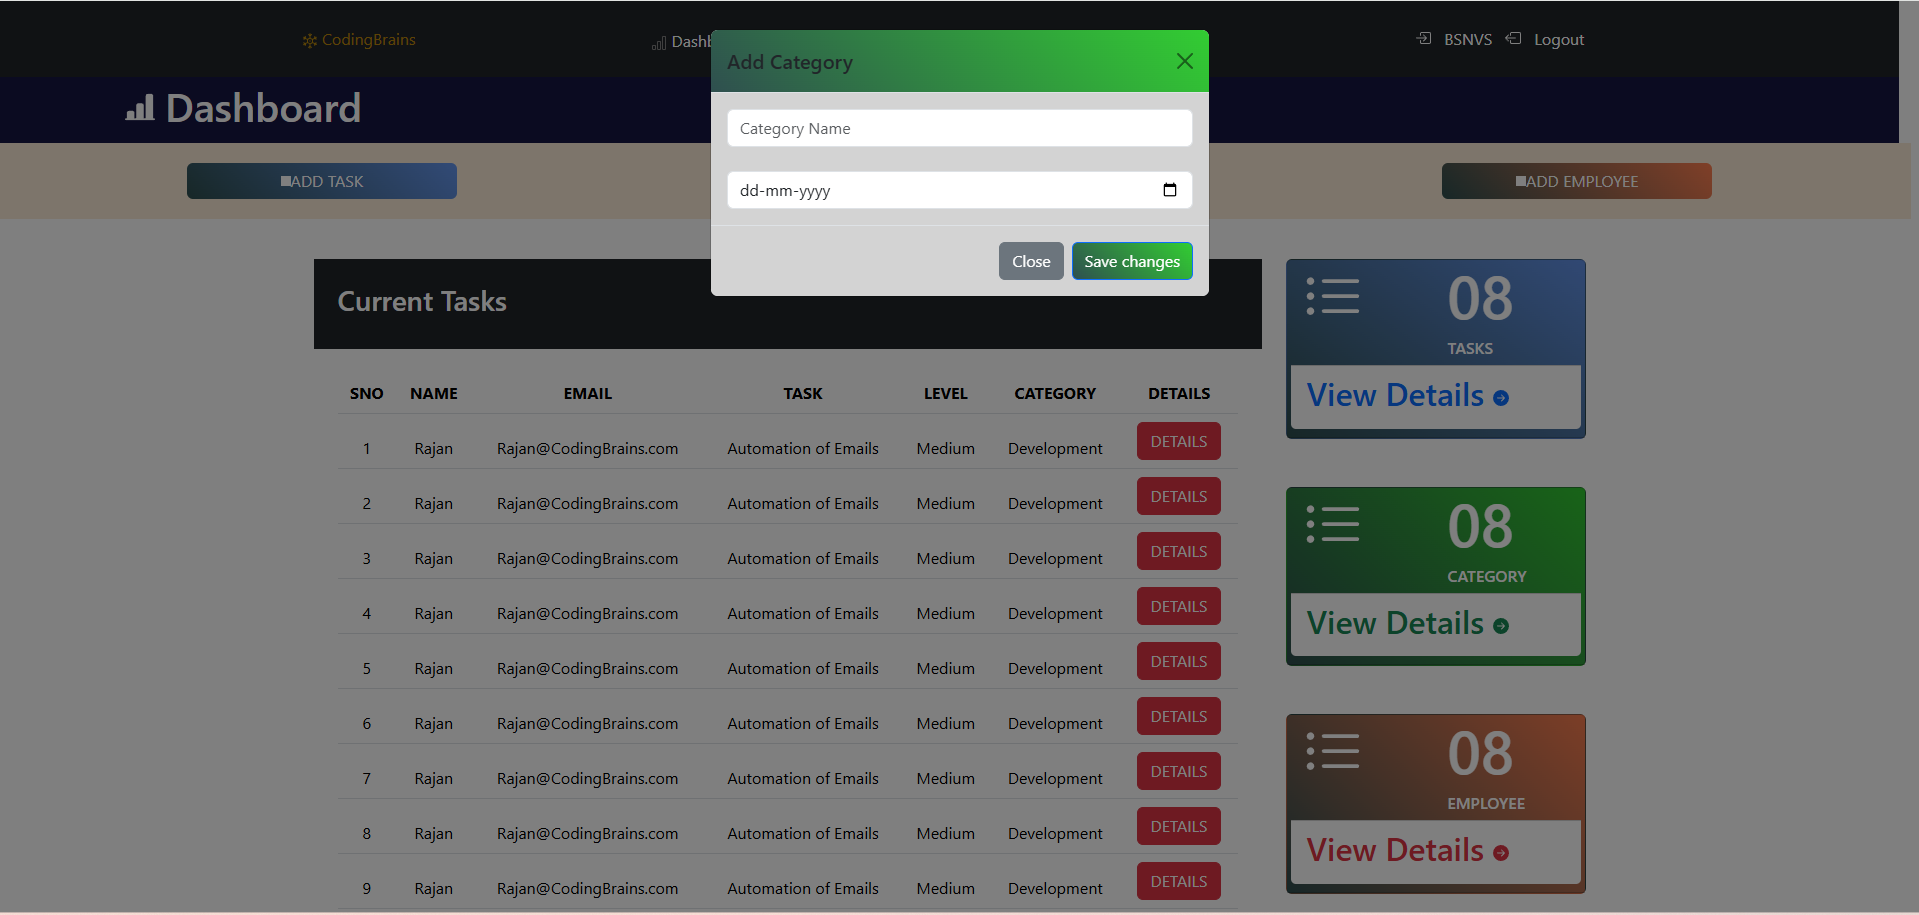 CodingBrains
Dashb
BSNVS
Logout
Dashboard
Add Category
Category Name
dd-mm-yyyy
Close
Save changes
ADD TASK
ADD EMPLOYEE
Current Tasks
SNO NAME EMAIL TASK LEVEL CATEGORY DETAILS
1 Rajan Rajan@CodingBrains.com Automation of Emails Medium Development DETAILS
2 Rajan Rajan@CodingBrains.com Automation of Emails Medium Development DETAILS
3 Rajan Rajan@CodingBrains.com Automation of Emails Medium Development DETAILS
4 Rajan Rajan@CodingBrains.com Automation of Emails Medium Development DETAILS
5 Rajan Rajan@CodingBrains.com Automation of Emails Medium Development DETAILS
6 Rajan Rajan@CodingBrains.com Automation of Emails Medium Development DETAILS
7 Rajan Rajan@CodingBrains.com Automation of Emails Medium Development DETAILS
8 Rajan Rajan@CodingBrains.com Automation of Emails Medium Development DETAILS
9 Rajan Rajan@CodingBrains.com Automation of Emails Medium Development DETAILS
08
TASKS
View Details
08
CATEGORY
View Details
08
EMPLOYEE
View Details